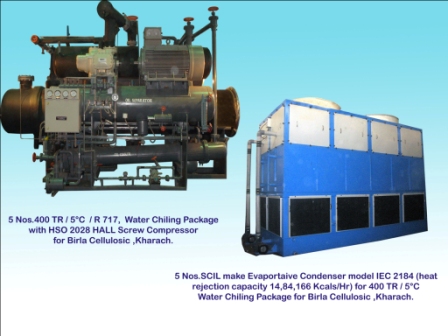 OIL SEPARATOR
5 Nos.400 TR / 5°C / R 717, Water Chiling Package
with HSO 2028 HALL Screw Compressor
for Birla Cellulosic ,Kharach.
5 Nos.SCIL make Evaportaive Condenser model IEC 2184 (heat
rejection capacity 14,84,166 Kcals/Hr) for 400 TR / 5°C
Water Chiling Package for Birla Cellulosic ,Kharach.